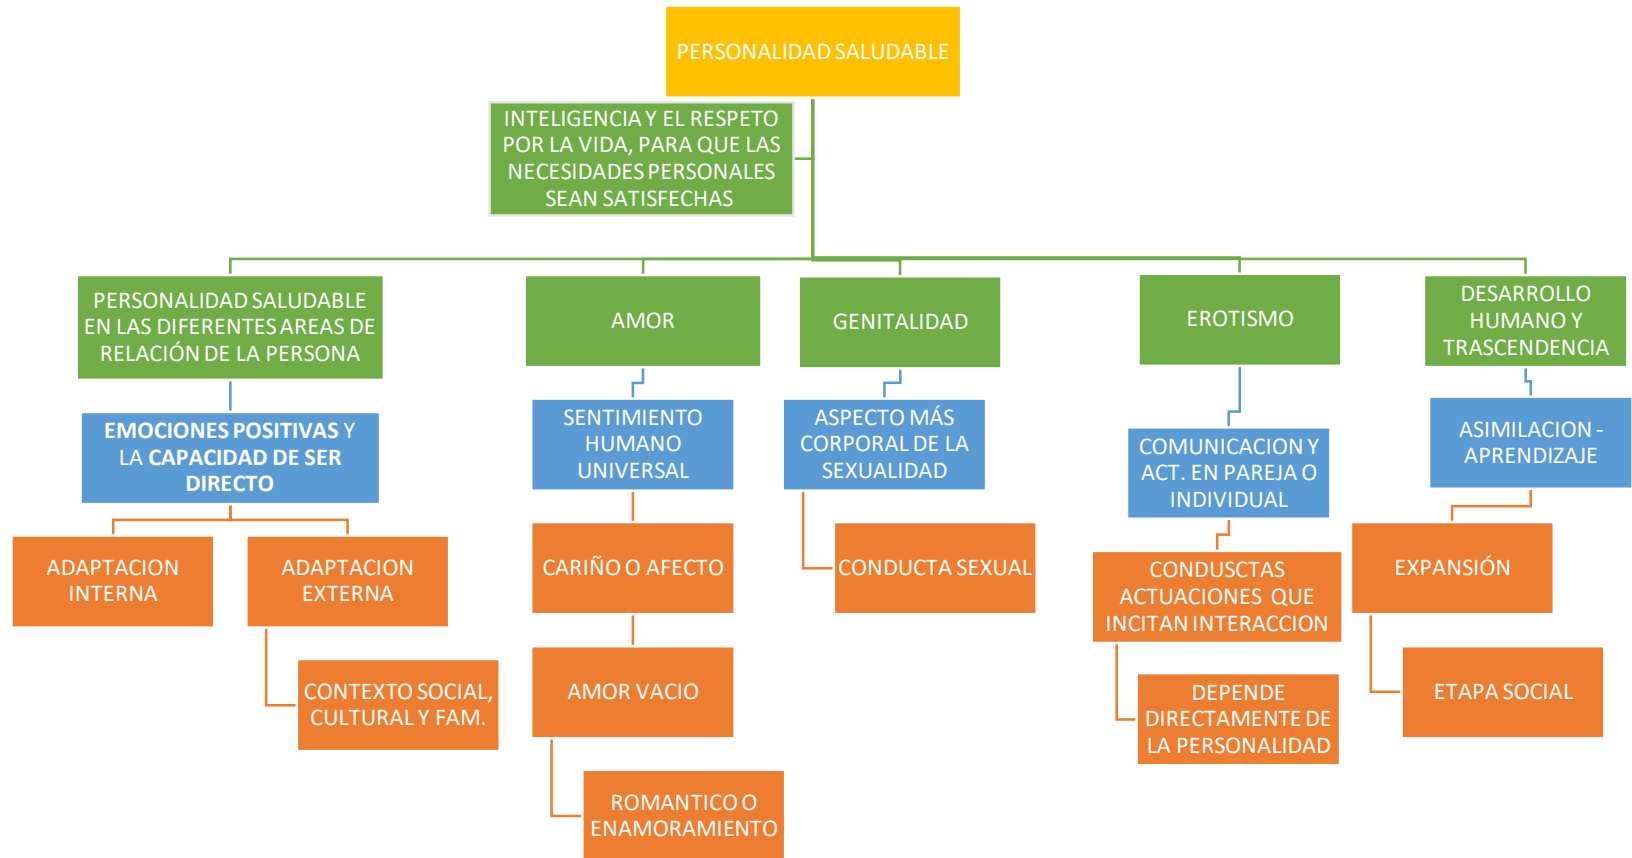 PERSONALIDAD SALUDABLE
INTELIGENCIA Y EL RESPETO
POR LA VIDA, PARA QUE LAS
NECESIDADES PERSONALES
SEAN SATISFECHAS
PERSONALIDAD SALUDABLE
EN LAS DIFERENTES AREAS DE
RELACIÓN DE LA PERSONA
EMOCIONES POSITIVAS Y
LA CAPACIDAD DE SER
DIRECTO
ADAPTACION
INTERNA
ADAPTACION
EXTERNA
CONTEXTO SOCIAL,
CULTURAL Y FAM.
AMOR
SENTIMIENTO
HUMANO
UNIVERSAL
CARIÑO O AFECTO
AMOR VACIO
ROMANTICO O
ENAMORAMIENTO
GENITALIDAD
ASPECTO MÁS
CORPORAL DE LA
SEXUALIDAD
CONDUCTA SEXUAL
EROTISMO
COMUNICACION Y
ACT. EN PAREJA O
INDIVIDUAL
CONDUSCTAS
ACTUACIONES QUE
INCITAN INTERACCION
DEPENDE
DIRECTAMENTE DE
LA PERSONALIDAD
DESARROLLO
HUMANO Y
TRASCENDENCIA
ASIMILACION -
APRENDIZAJE
EXPANSIÓN
ETAPA SOCIAL